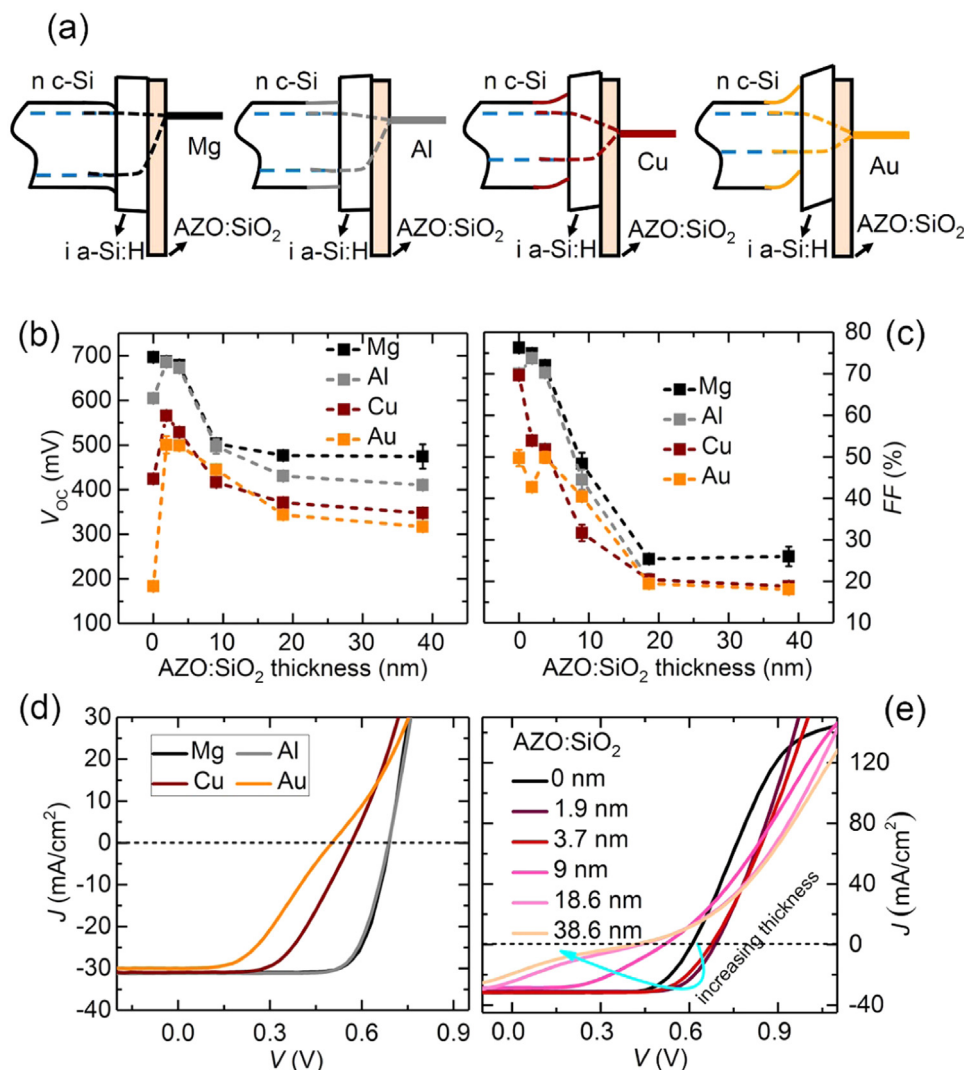 (a)
n c-Si
n c-Si
n c-Si
n c-Si
Mg
Al
Cu
Au
i a-Si:H
AZO:SiO₂
i a-Si:H
AZO:SiO₂
i a-Si:H
AZO:SiO₂
i a-Si:H
AZO:SiO₂
(b)
700
600
500
400
300
200
100
V_OC (mV)
Mg
Al
Cu
Au
0 10 20 30 40
AZO:SiO₂ thickness (nm)
(c)
80
70
60
50
40
30
20
10
FF (%)
Mg
Al
Cu
Au
0 10 20 30 40
AZO:SiO₂ thickness (nm)
(d)
30
20
10
0
-10
-20
-30
-40
J (mA/cm²)
Mg Al
Cu Au
0.0 0.3 0.6 0.9
V (V)
(e)
AZO:SiO₂
0 nm
1.9 nm
3.7 nm
9 nm
18.6 nm
38.6 nm
increasing thickness
120
80
40
0
-40
J (mA/cm²)
0.0 0.3 0.6 0.9
V (V)